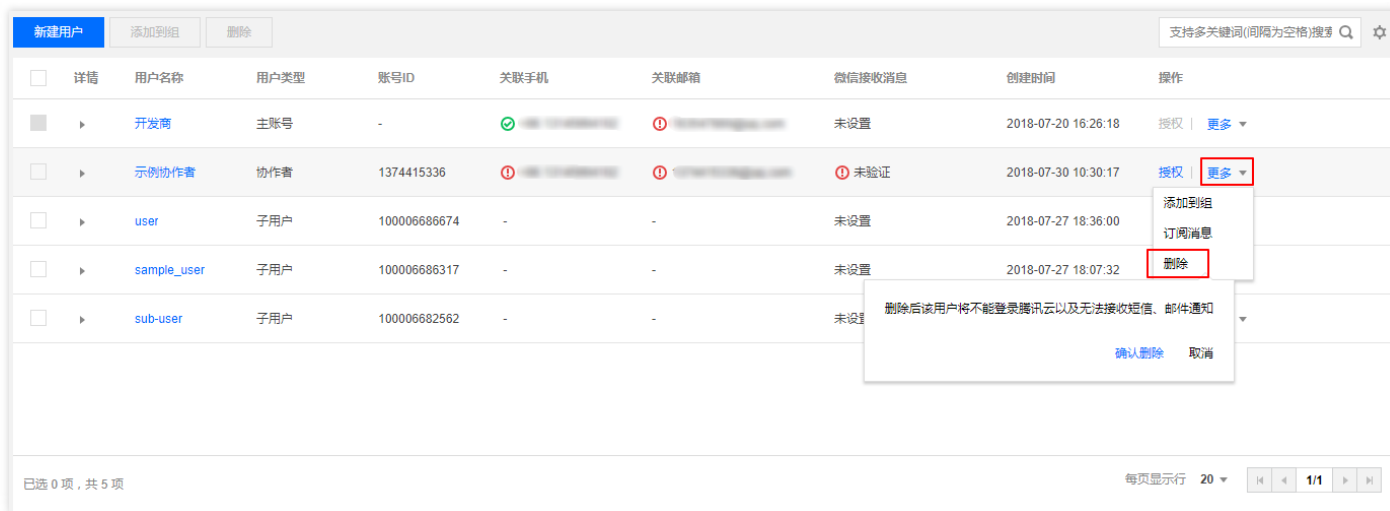 新建用户 添加到组 删除 支持多关键词(间隔为空格)搜索
详情 用户名称 用户类型 账号ID 关联手机 关联邮箱 微信接收消息 创建时间 操作
开发商 主账号 - 未设置 2018-07-20 16:26:18 授权 | 更多
示例协作者 协作者 1374415336 未验证 2018-07-30 10:30:17 授权 | 更多
添加到组
user 子用户 100006686674 - - 未设置 2018-07-27 18:36:00
订阅消息
删除
sample_user 子用户 100006686317 - - 未设置 2018-07-27 18:07:32
删除后该用户将不能登录腾讯云以及无法接收短信、邮件通知
sub-user 子用户 100006682562 - - 未设
确认删除 取消
已选 0 项，共 5 项 每页显示行 20 1/1